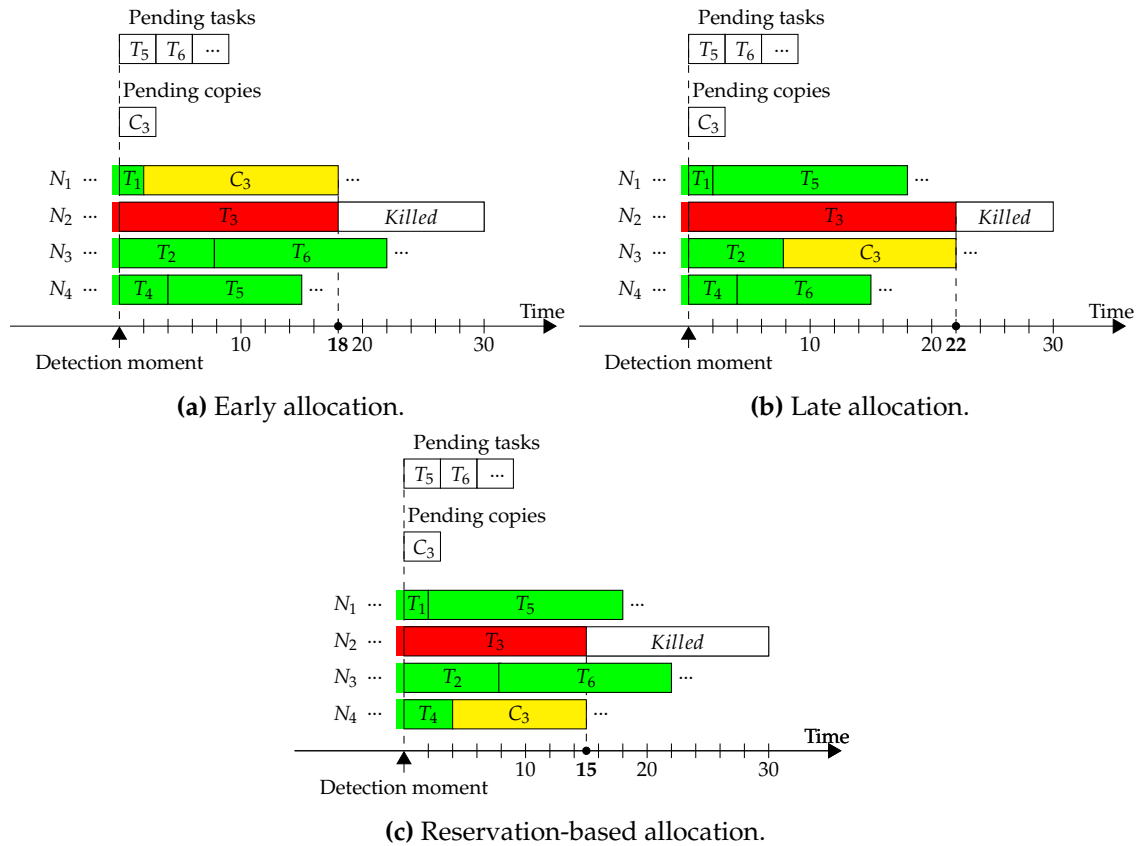 Pending tasks
T5 T6 ...
Pending copies
C3
N1 ... T1 C3 ...
N2 ... T3 Killed
N3 ... T2 T6 ...
N4 ... T4 T5 ...
Time
10 18 20 30
Detection moment
(a) Early allocation.
Pending tasks
T5 T6 ...
Pending copies
C3
N1 ... T1 T5 ...
N2 ... T3 Killed
N3 ... T2 C3 ...
N4 ... T4 T6 ...
Time
10 20 22 30
Detection moment
(b) Late allocation.
Pending tasks
T5 T6 ...
Pending copies
C3
N1 ... T1 T5 ...
N2 ... T3 Killed
N3 ... T2 T6 ...
N4 ... T4 C3 ...
Time
10 15 20 30
Detection moment
(c) Reservation-based allocation.